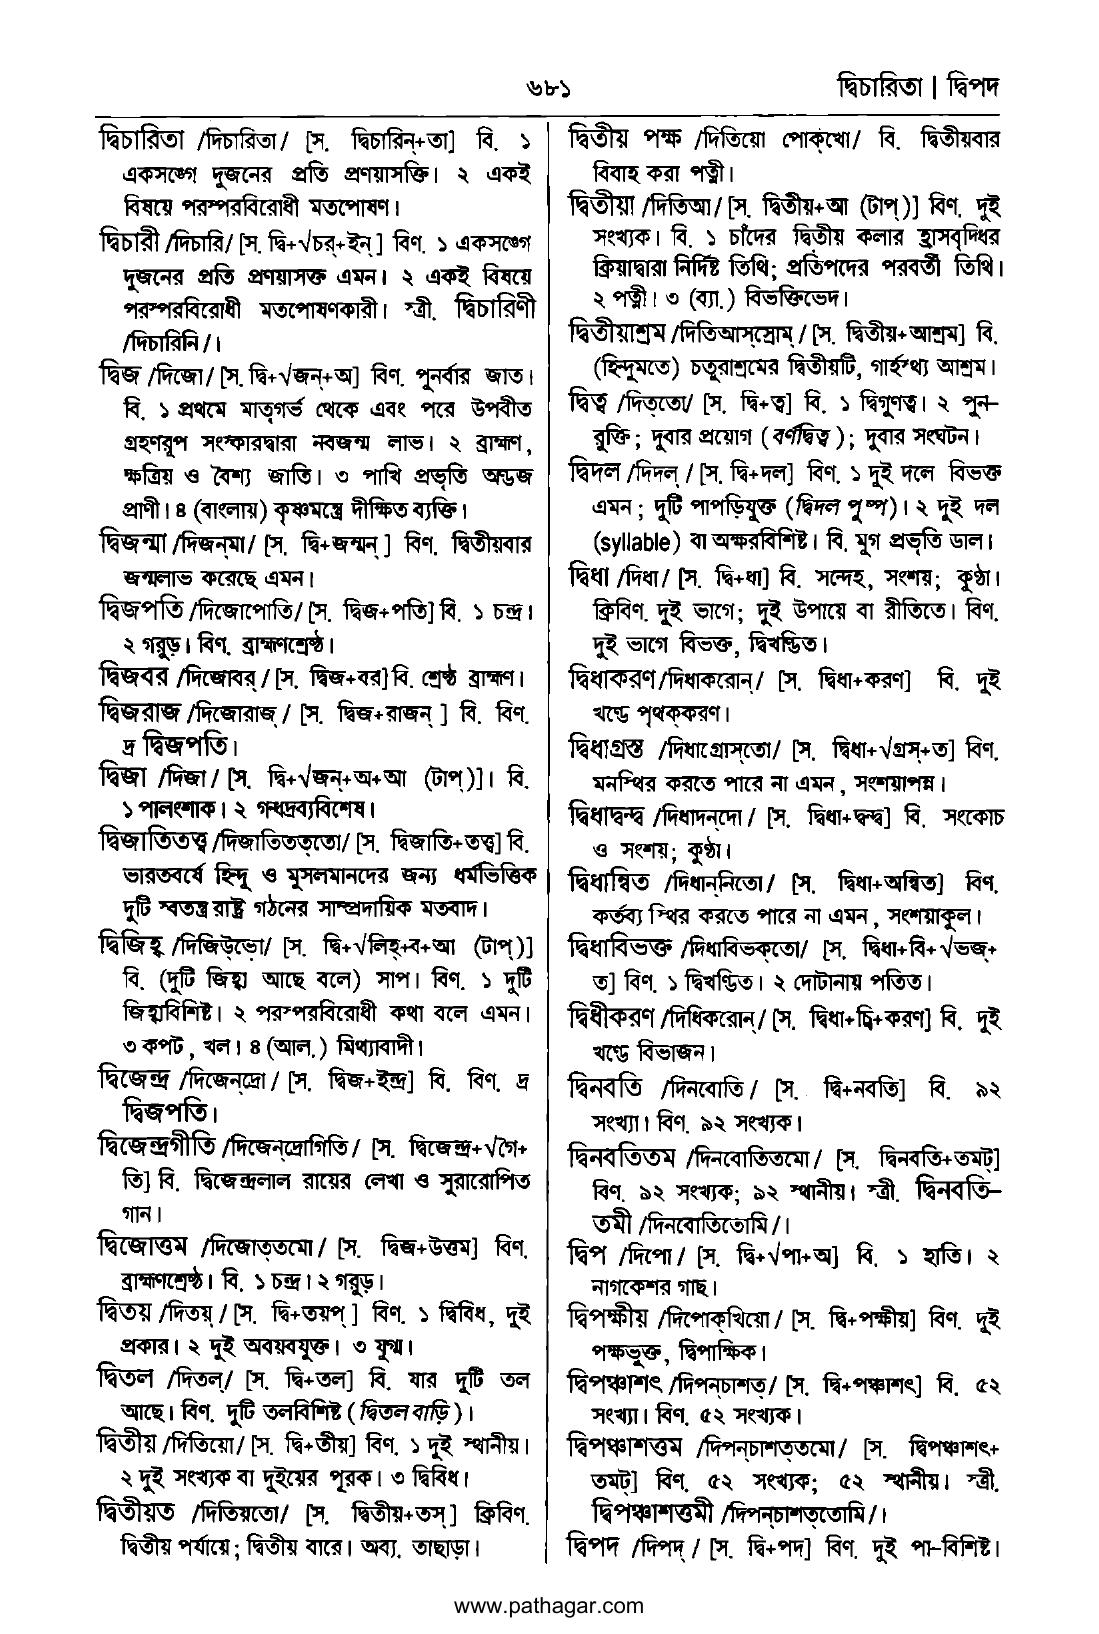 ৬৮১
দ্বিচারিতা | দ্বিপদ
দ্বিচারিতা /দিচারিতা/ [স. দ্বিচারিন্+তা] বি. ১
একসঙ্গে দুজনের প্রতি প্রণয়াসক্তি। ২ একই
বিষয়ে পরস্পরবিরোধী মতপোষণ।
দ্বিচারী /দিচারি/ [স. দ্বি+√চর্+ইন্] বিণ. ১ একসঙ্গে
দুজনের প্রতি প্রণয়াসক্ত এমন। ২ একই বিষয়ে
পরস্পরবিরোধী মতপোষণকারী। স্ত্রী. দ্বিচারিণী
/দিচারিনি/।
দ্বিজ /দিজো/ [স. দ্বি+√জন্+অ] বিণ. পুনর্বার জাত।
বি. ১ প্রথমে মাতৃগর্ভ থেকে এবং পরে উপবীত
গ্রহণরূপ সংস্কারদ্বারা নবজন্ম লাভ। ২ ব্রাহ্মণ,
ক্ষত্রিয় ও বৈশ্য জাতি। ৩ পাখি প্রভৃতি অন্ডজ
প্রাণী। ৪ (বাংলায়) কৃষ্ণমন্ত্রে দীক্ষিত ব্যক্তি।
দ্বিজন্মা /দিজন্‌মা/ [স. দ্বি+জন্মন্] বিণ. দ্বিতীয়বার
জন্মলাভ করেছে এমন।
দ্বিজপতি /দিজোপোতি/ [স. দ্বিজ+পতি] বি. ১ চন্দ্র।
২ গরুড়। বিণ. ব্রাহ্মণশ্রেষ্ঠ।
দ্বিজবর /দিজোবর্/ [স. দ্বিজ+বর] বি. শ্রেষ্ঠ ব্রাহ্মণ।
দ্বিজরাজ /দিজোরাজ্/ [স. দ্বিজ+রাজন্] বি. বিণ.
দ্র দ্বিজপতি।
দ্বিজা /দিজা/ [স. দ্বি+√জন্+অ+আ (টাপ্)]। বি.
১ পালংশাক। ২ গন্ধদ্রব্যবিশেষ।
দ্বিজাতিতত্ত্ব /দিজাতিতত্‌তো/ [স. দ্বিজাতি+তত্ত্ব] বি.
ভারতবর্ষে হিন্দু ও মুসলমানদের জন্য ধর্মভিত্তিক
দুটি স্বতন্ত্র রাষ্ট্র গঠনের সাম্প্রদায়িক মতবাদ।
দ্বিজিহ্ব /দিজিউ্‌ভো/ [স. দ্বি+√লিহ্+ব+আ (টাপ্)]
বি. (দুটি জিহ্বা আছে বলে) সাপ। বিণ. ১ দুটি
জিহ্বাবিশিষ্ট। ২ পরস্পরবিরোধী কথা বলে এমন।
৩ কপট, খল। ৪ (আল.) মিথ্যাবাদী।
দ্বিজেন্দ্র /দিজেন্‌দ্রো/ [স. দ্বিজ+ইন্দ্র] বি. বিণ. দ্র
দ্বিজপতি।
দ্বিজেন্দ্রগীতি /দিজেন্‌দ্রোগিতি/ [স. দ্বিজেন্দ্র+√গৈ+
তি] বি. দ্বিজেন্দ্রলাল রায়ের লেখা ও সুরারোপিত
গান।
দ্বিজোত্তম /দিজোত্‌তমো/ [স. দ্বিজ+উত্তম] বিণ.
ব্রাহ্মণশ্রেষ্ঠ। বি. ১ চন্দ্র। ২ গরুড়।
দ্বিতয় /দিতয়্/ [স. দ্বি+তয়প্] বিণ. ১ দ্বিবিধ, দুই
প্রকার। ২ দুই অবয়বযুক্ত। ৩ যুগ্ম।
দ্বিতল /দিতল্/ [স. দ্বি+তল] বি. যার দুটি তল
আছে। বিণ. দুটি তলবিশিষ্ট (দ্বিতল বাড়ি)।
দ্বিতীয় /দিতিয়ো/ [স. দ্বি+তীয়] বিণ. ১ দুই স্থানীয়।
২ দুই সংখ্যক বা দুইয়ের পূরক। ৩ দ্বিবিধ।
দ্বিতীয়ত /দিতিয়তো/ [স. দ্বিতীয়+তস্] ক্রিবিণ.
দ্বিতীয় পর্যায়ে; দ্বিতীয় বারে। অব্য. তাছাড়া।
দ্বিতীয় পক্ষ /দিতিয়ো পোক্‌খো/ বি. দ্বিতীয়বার
বিবাহ করা পত্নী।
দ্বিতীয়া /দিতিআ/ [স. দ্বিতীয়+আ (টাপ্)] বিণ. দুই
সংখ্যক। বি. ১ চাঁদের দ্বিতীয় কলার হ্রাসবৃদ্ধির
ক্রিয়াদ্বারা নির্দিষ্ট তিথি; প্রতিপদের পরবর্তী তিথি।
২ পত্নী। ৩ (ব্যা.) বিভক্তিভেদ।
দ্বিতীয়াশ্রম /দিতিআস্‌স্রোম্/ [স. দ্বিতীয়+আশ্রম] বি.
(হিন্দুমতে) চতুরাশ্রমের দ্বিতীয়টি, গার্হস্থ্য আশ্রম।
দ্বিত্ব /দিত্‌তো/ [স. দ্বি+ত্ব] বি. ১ দ্বিগুণত্ব। ২ পুন–
রুক্তি; দুবার প্রয়োগ (বর্ণদ্বিত্ব); দুবার সংঘটন।
দ্বিদল /দিদল্/ [স. দ্বি+দল] বিণ. ১ দুই দলে বিভক্ত
এমন; দুটি পাপড়িযুক্ত (দ্বিদল পুষ্প)। ২ দুই দল
(syllable) বা অক্ষরবিশিষ্ট। বি. মুগ প্রভৃতি ডাল।
দ্বিধা /দিধা/ [স. দ্বি+ধা] বি. সন্দেহ, সংশয়; কুণ্ঠা।
ক্রিবিণ. দুই ভাগে; দুই উপায়ে বা রীতিতে। বিণ.
দুই ভাগে বিভক্ত, দ্বিখণ্ডিত।
দ্বিধাকরণ /দিধাকরোন্/ [স. দ্বিধা+করণ] বি. দুই
খণ্ডে পৃথক্‌করণ।
দ্বিধাগ্রস্ত /দিধাগ্রোস্‌তো/ [স. দ্বিধা+√গ্রস্+ত] বিণ.
মনস্থির করতে পারে না এমন, সংশয়াপন্ন।
দ্বিধাদ্বন্দ্ব /দিধাদন্‌দো/ [স. দ্বিধা+দ্বন্দ্ব] বি. সংকোচ
ও সংশয়; কুণ্ঠা।
দ্বিধান্বিত /দিধান্‌নিতো/ [স. দ্বিধা+অন্বিত] বিণ.
কর্তব্য স্থির করতে পারে না এমন, সংশয়াকুল।
দ্বিধাবিভক্ত /দিধাবিভক্‌তো/ [স. দ্বিধা+বি+√ভজ্+
ত] বিণ. ১ দ্বিখণ্ডিত। ২ দোটানায় পতিত।
দ্বিধীকরণ /দিধিকরোন্/ [স. দ্বিধা+চ্বি+করণ] বি. দুই
খণ্ডে বিভাজন।
দ্বিনবতি /দিনবোতি/ [স. দ্বি+নবতি] বি. ৯২
সংখ্যা। বিণ. ৯২ সংখ্যক।
দ্বিনবতিতম /দিনবোতিতমো/ [স. দ্বিনবতি+তমট্]
বিণ. ৯২ সংখ্যক; ৯২ স্থানীয়। স্ত্রী. দ্বিনবতি–
তমী /দিনবোতিতোমি/।
দ্বিপ /দিপো/ [স. দ্বি+√পা+অ] বি. ১ হাতি। ২
নাগকেশর গাছ।
দ্বিপক্ষীয় /দিপোক্‌খিয়ো/ [স. দ্বি+পক্ষীয়] বিণ. দুই
পক্ষভুক্ত, দ্বিপাক্ষিক।
দ্বিপঞ্চাশৎ /দিপন্‌চাশত্/ [স. দ্বি+পঞ্চাশৎ] বি. ৫২
সংখ্যা। বিণ. ৫২ সংখ্যক।
দ্বিপঞ্চাশত্তম /দিপন্‌চাশত্‌তমো/ [স. দ্বিপঞ্চাশৎ+
তমট্] বিণ. ৫২ সংখ্যক; ৫২ স্থানীয়। স্ত্রী.
দ্বিপঞ্চাশত্তমী /দিপন্‌চাশত্‌তোমি/।
দ্বিপদ /দিপদ্/ [স. দ্বি+পদ] বিণ. দুই পা-বিশিষ্ট।
www.pathagar.com